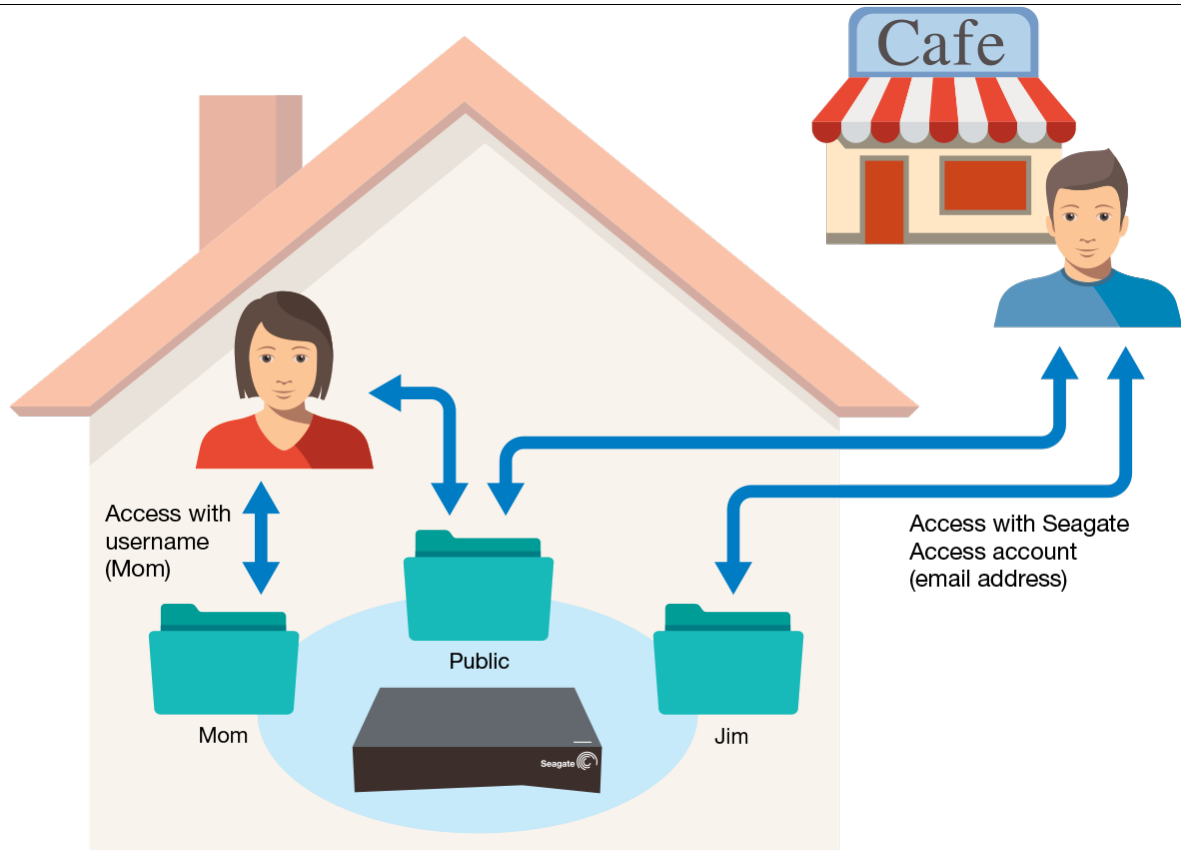 Cafe
Access with
username
(Mom)
Access with Seagate
Access account
(email address)
Public
Mom
Jim
Seagate